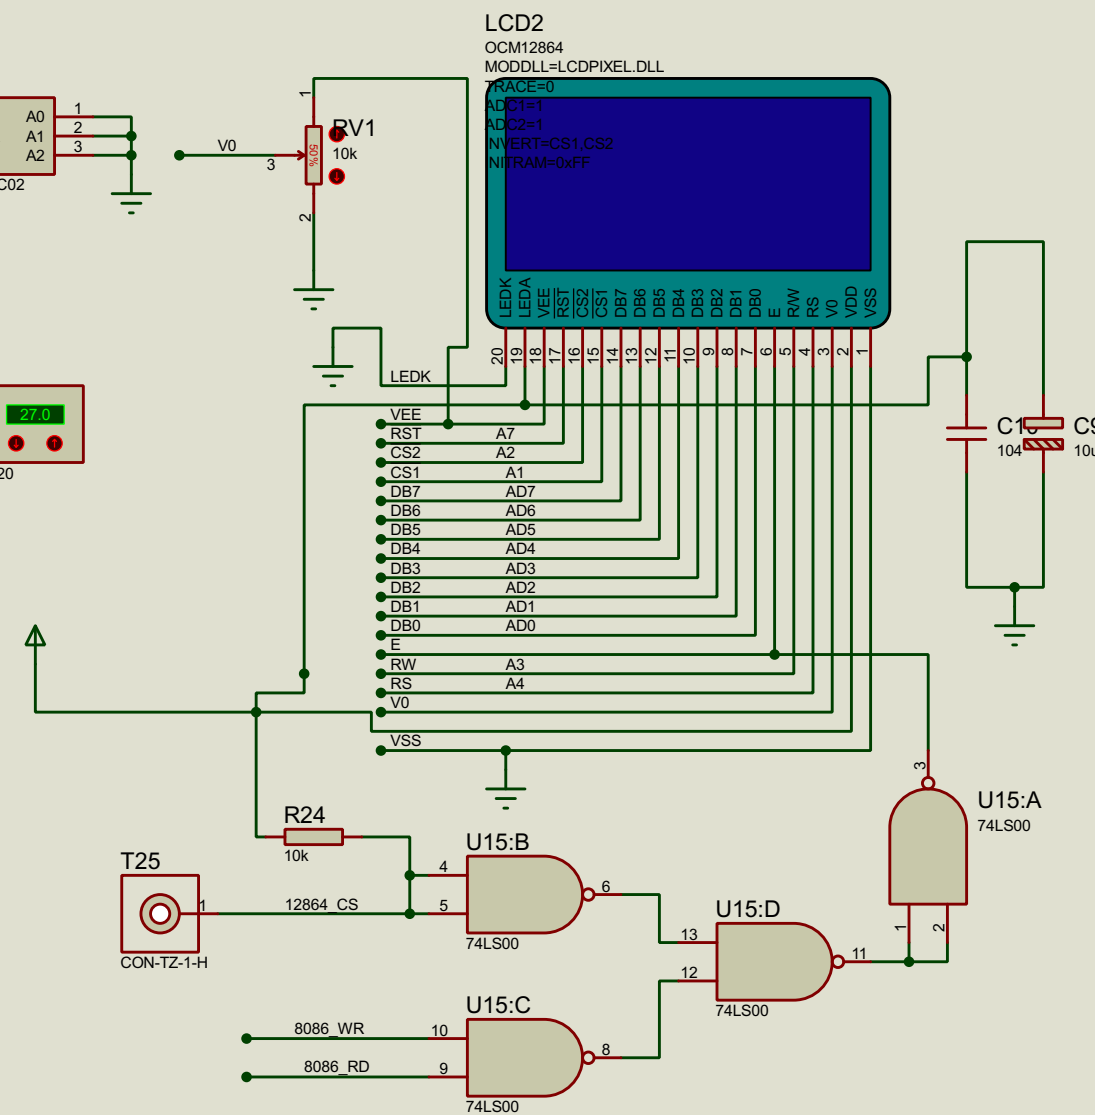 LCD2
OCM12864
MODDLL=LCDPIXEL.DLL
TRACE=0
ADC1=1
ADC2=1
INVERT=CS1,CS2
INITRAM=0xFF
A0 1
A1 2
A2 3
C02
V0
3
1
RV1
10k
50%
2
LEDK
LEDA
VEE
RST
CS2
CS1
DB7
DB6
DB5
DB4
DB3
DB2
DB1
DB0
E
R/W
RS
V0
VDD
VSS
20
19
18
17
16
15
14
13
12
11
10
9
8
7
6
5
4
3
2
1
LEDK
VEE
RST A7
CS2 A2
CS1 A1
DB7 AD7
DB6 AD6
DB5 AD5
DB4 AD4
DB3 AD3
DB2 AD2
DB1 AD1
DB0 AD0
E
RW A3
RS A4
V0
VSS
27.0
20
C10
104
C9
10u
3
U15:A
74LS00
1
2
R24
10k
T25
1
CON-TZ-1-H
12864_CS
U15:B
4
5
6
74LS00
U15:D
13
12
11
74LS00
U15:C
8086_WR
10
8086_RD
9
8
74LS00